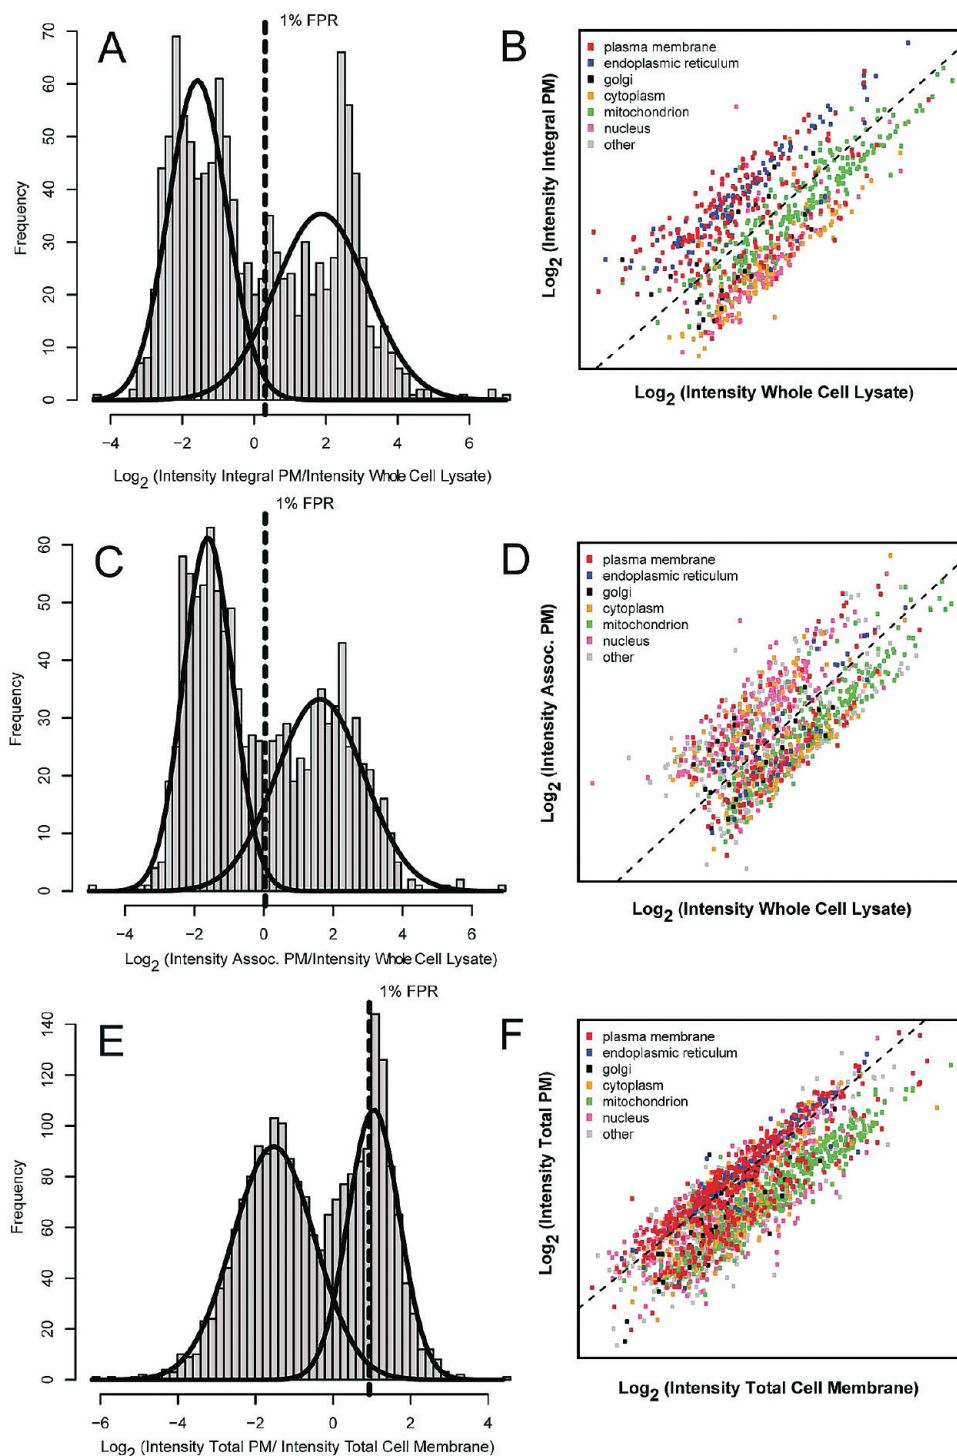 A
1% FPR
70
60
50
40
30
20
10
0
Frequency
−4 −2 0 2 4 6
Log2 (Intensity Integral PM/Intensity Whole Cell Lysate)
B
plasma membrane
endoplasmic reticulum
golgi
cytoplasm
mitochondrion
nucleus
other
Log2 (Intensity Integral PM)
Log2 (Intensity Whole Cell Lysate)
C
1% FPR
60
50
40
30
20
10
0
Frequency
−4 −2 0 2 4 6
Log2 (Intensity Assoc. PM/Intensity Whole Cell Lysate)
D
plasma membrane
endoplasmic reticulum
golgi
cytoplasm
mitochondrion
nucleus
other
Log2 (Intensity Assoc. PM)
Log2 (Intensity Whole Cell Lysate)
E
1% FPR
140
120
100
80
60
40
20
0
Frequency
−6 −4 −2 0 2 4
Log2 (Intensity Total PM/ Intensity Total Cell Membrane)
F
plasma membrane
endoplasmic reticulum
golgi
cytoplasm
mitochondrion
nucleus
other
Log2 (Intensity Total PM)
Log2 (Intensity Total Cell Membrane)